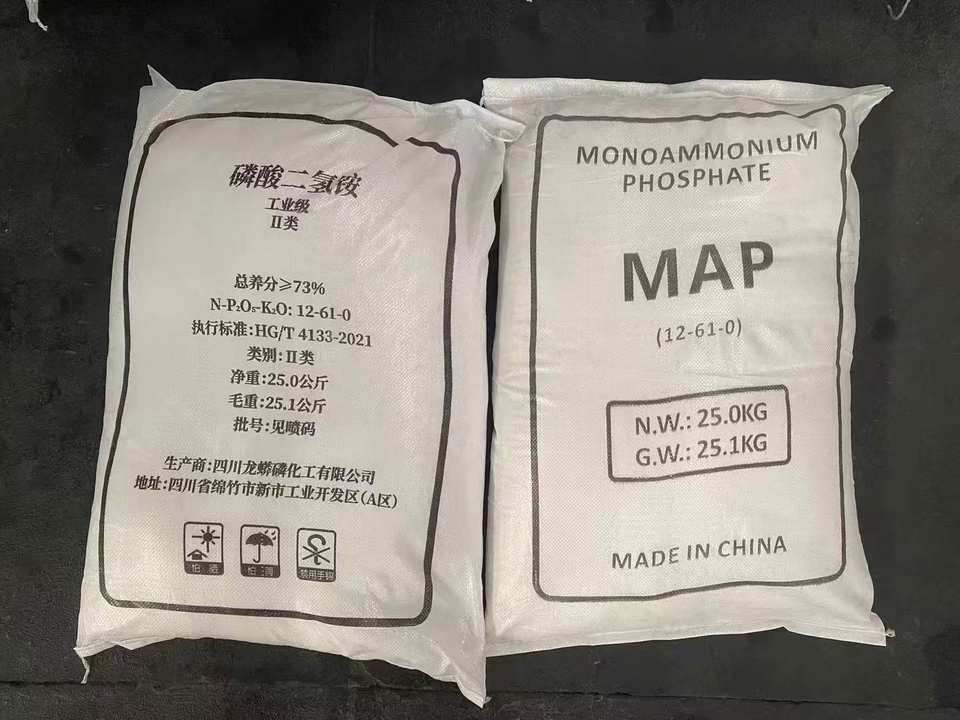 磷酸二氢铵
工业级
Ⅱ类
总养分≥73%
N-P₂O₅-K₂O: 12-61-0
执行标准:HG/T 4133-2021
类别:Ⅱ类
净重:25.0公斤
毛重:25.1公斤
批号:见喷码
生产商:四川龙蟒磷化工有限公司
地址:四川省绵竹市新市工业开发区(A区)
怕晒
怕雨
禁用手钩
MONOAMMONIUM
PHOSPHATE
MAP
(12-61-0)
N.W.: 25.0KG
G.W.: 25.1KG
MADE IN CHINA